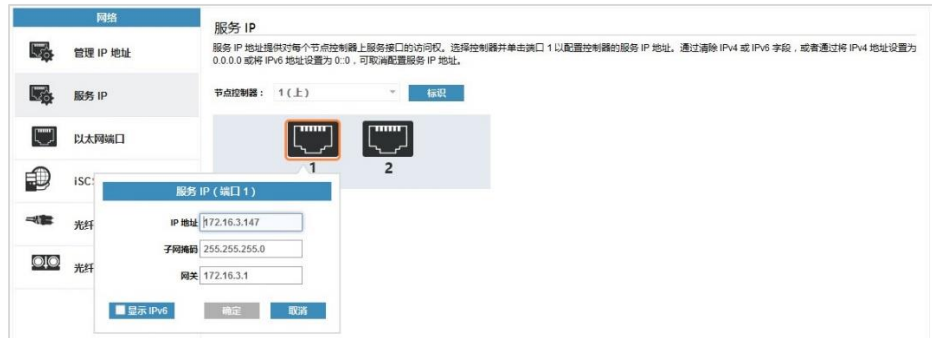 网络
管理 IP 地址
服务 IP
以太网端口
iSC
光纤
光纤
服务 IP
服务 IP 地址提供对每个节点控制器上服务接口的访问权。选择控制器并单击端口 1 以配置控制器的服务 IP 地址。通过清除 IPv4 或 IPv6 字段，或者通过将 IPv4 地址设置为
0.0.0.0 或将 IPv6 地址设置为 0::0，可取消配置服务 IP 地址。
节点控制器： 1（上） 标识
1 2
服务 IP（端口 1）
IP 地址 172.16.3.147
子网掩码 255.255.255.0
网关 172.16.3.1
显示 IPv6 确定 取消